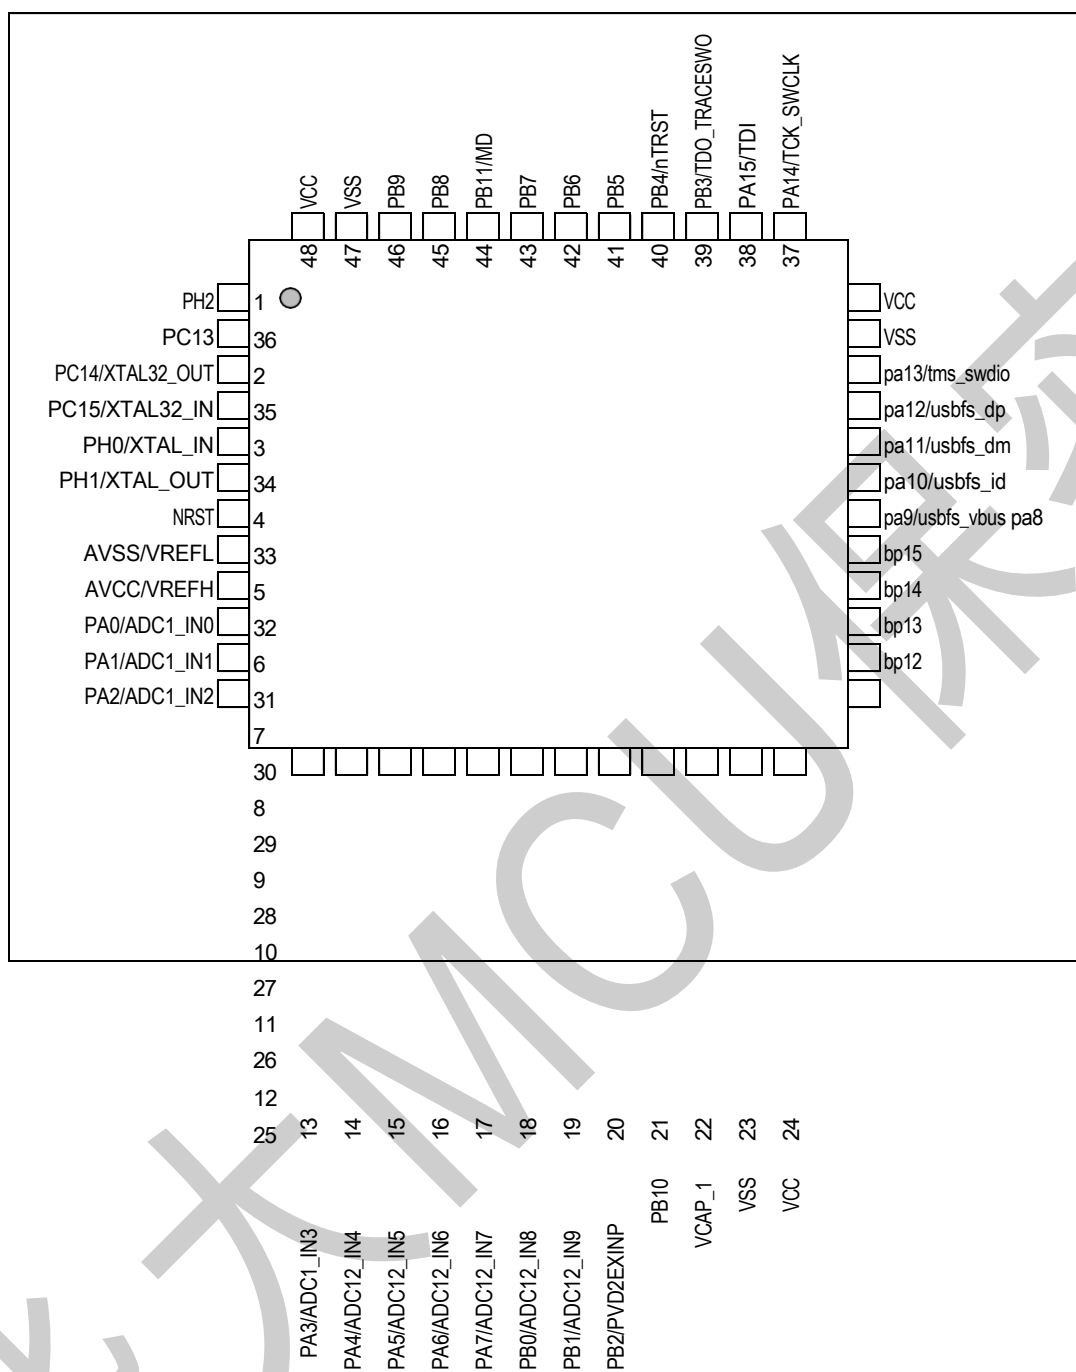 VCC
VSS
PB9
PB8
PB11/MD
PB7
PB6
PB5
PB4/nTRST
PB3/TDO_TRACESWO
PA15/TDI
PA14/TCK_SWCLK
48
47
46
45
44
43
42
41
40
39
38
37
PH2
1
VCC
PC13
36
VSS
PC14/XTAL32_OUT
2
pa13/tms_swdio
PC15/XTAL32_IN
35
pa12/usbfs_dp
PH0/XTAL_IN
3
pa11/usbfs_dm
PH1/XTAL_OUT
34
pa10/usbfs_id
NRST
4
pa9/usbfs_vbus pa8
AVSS/VREFL
33
bp15
AVCC/VREFH
5
bp14
PA0/ADC1_IN0
32
bp13
PA1/ADC1_IN1
6
bp12
PA2/ADC1_IN2
31
7
30
8
29
9
28
10
27
11
26
12
25
13
14
15
16
17
18
19
20
21
22
23
24
PA3/ADC1_IN3
PA4/ADC12_IN4
PA5/ADC12_IN5
PA6/ADC12_IN6
PA7/ADC12_IN7
PB0/ADC12_IN8
PB1/ADC12_IN9
PB2/PVD2EXINP
PB10
VCAP_1
VSS
VCC
大MCU保密